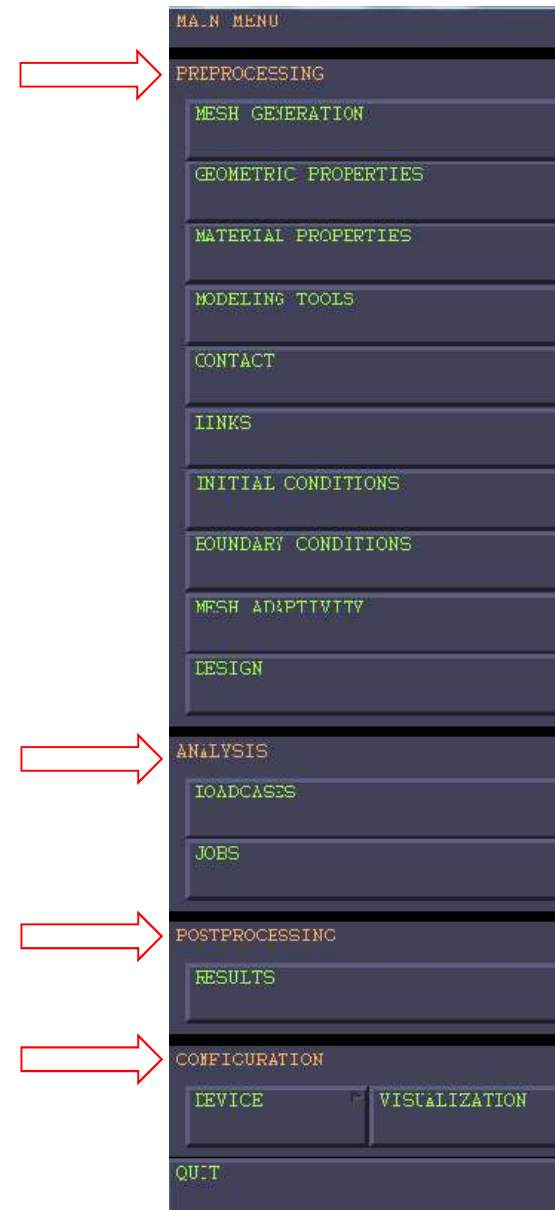 MAIN MENU
PREPROCESSING
MESH GENERATION
GEOMETRIC PROPERTIES
MATERIAL PROPERTIES
MODELING TOOLS
CONTACT
LINKS
INITIAL CONDITIONS
BOUNDARY CONDITIONS
MESH ADAPTIVITY
DESIGN
ANALYSIS
LOADCASES
JOBS
POSTPROCESSING
RESULTS
CONFIGURATION
DEVICE VISUALIZATION
QUIT